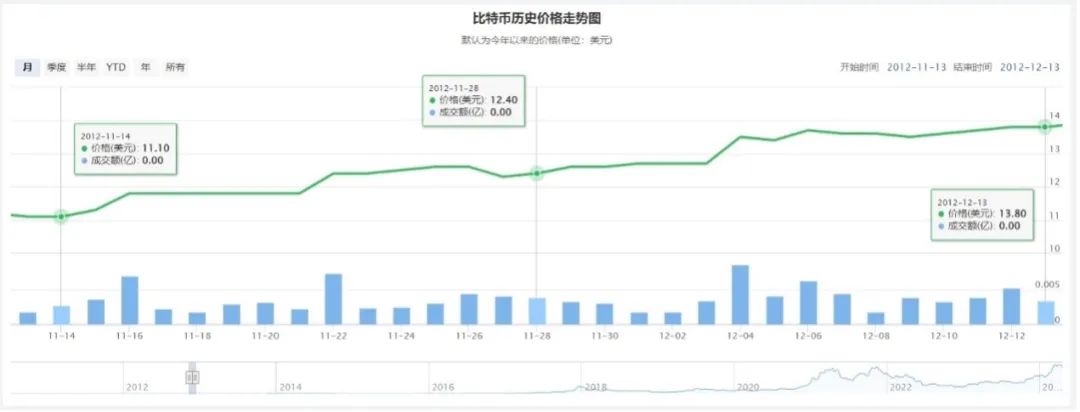 比特币历史价格走势图
默认为今年以来的价格(单位：美元)
月 季度 半年 YTD 年 所有
开始时间 2012-11-13 结束时间 2012-12-13
2012-11-28
价格(美元): 12.40
成交额(亿): 0.00
2012-11-14
价格(美元): 11.10
成交额(亿): 0.00
2012-12-13
价格(美元): 13.80
成交额(亿): 0.00
14
13
12
11
10
0.005
0
11-14 11-16 11-18 11-20 11-22 11-24 11-26 11-28 11-30 12-02 12-04 12-06 12-08 12-10 12-12
2012 2014 2016 2018 2020 2022 20...